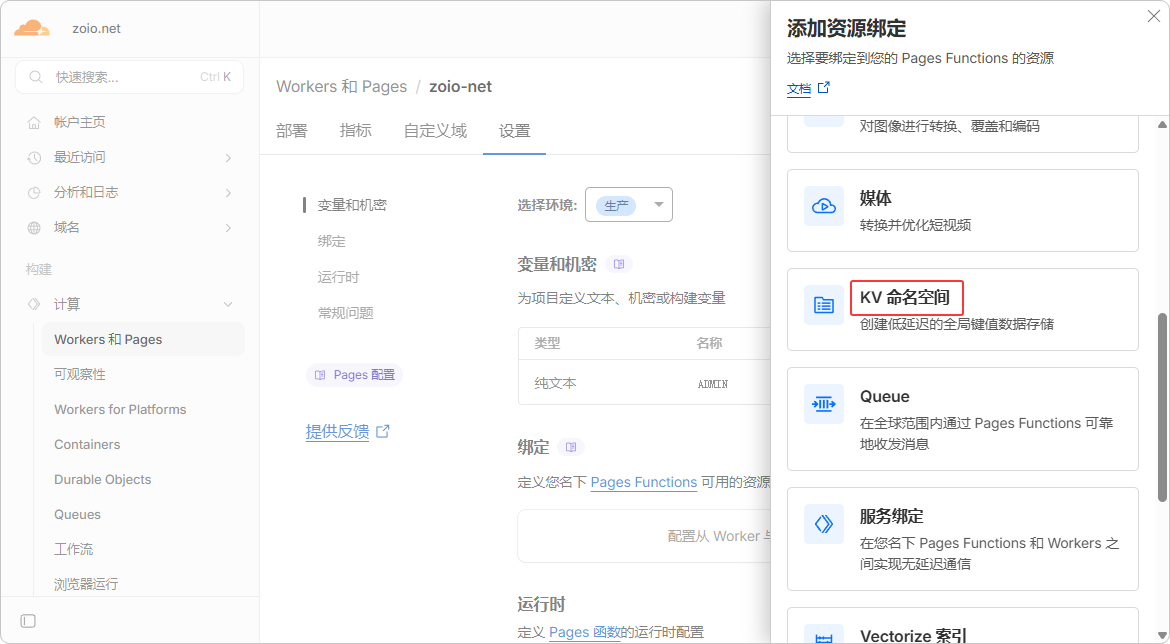 zoio.net
快速搜索... Ctrl K
帐户主页
最近访问
分析和日志
域名
构建
计算
Workers 和 Pages
可观察性
Workers for Platforms
Containers
Durable Objects
Queues
工作流
浏览器运行
Workers 和 Pages / zoio-net
部署 指标 自定义域 设置
变量和机密
绑定
运行时
常规问题
Pages 配置
提供反馈
选择环境: 生产
变量和机密
为项目定义文本、机密或构建变量
类型 名称
纯文本 ADMIN
绑定
定义您名下 Pages Functions 可用的资源
配置从 Worker
运行时
定义 Pages 函数的运行时配置
添加资源绑定
选择要绑定到您的 Pages Functions 的资源
文档
对图像进行转换、覆盖和编码
媒体
转换并优化短视频
KV 命名空间
创建低延迟的全局键值数据存储
Queue
在全球范围内通过 Pages Functions 可靠
地收发消息
服务绑定
在您名下 Pages Functions 和 Workers 之
间实现无延迟通信
Vectorize 索引